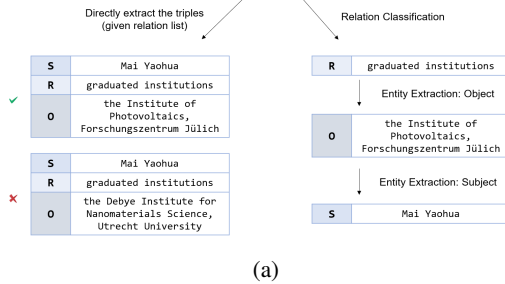 Directly extract the triples
(given relation list)
S Mai Yaohua
R graduated institutions
O the Institute of
Photovoltaics,
Forschungszentrum Jülich
S Mai Yaohua
R graduated institutions
O the Debye Institute for
Nanomaterials Science,
Utrecht University
Relation Classification
R graduated institutions
Entity Extraction: Object
O the Institute of
Photovoltaics,
Forschungszentrum Jülich
Entity Extraction: Subject
S Mai Yaohua
(a)